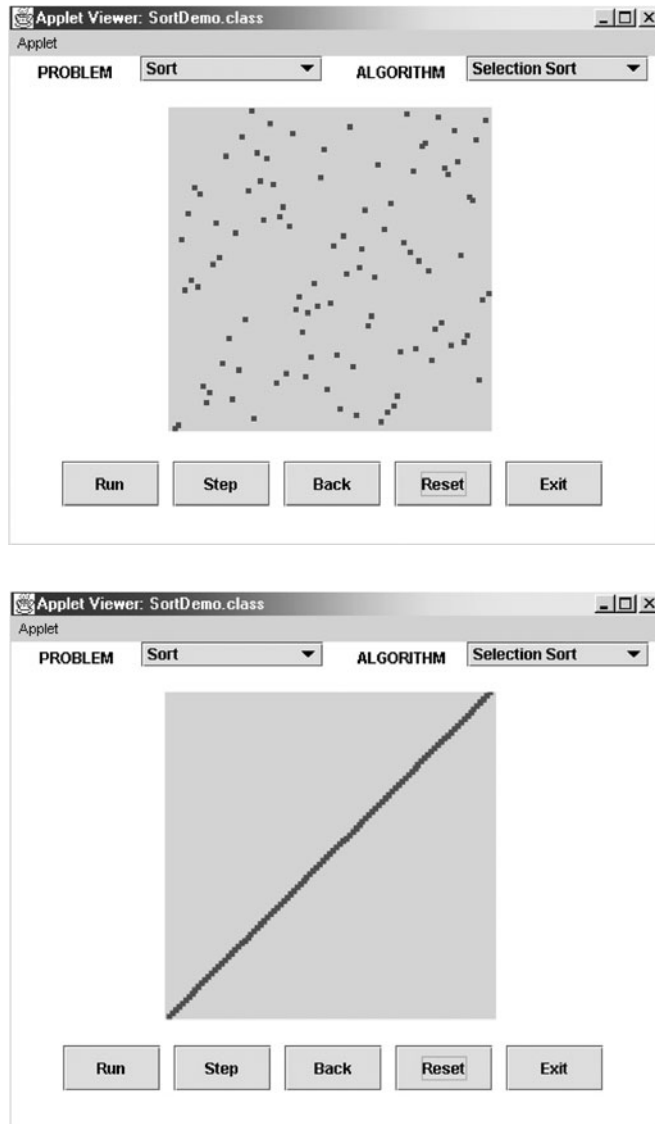 Applet Viewer: SortDemo.class
Applet
PROBLEM Sort ALGORITHM Selection Sort
Run Step Back Reset Exit
Applet Viewer: SortDemo.class
Applet
PROBLEM Sort ALGORITHM Selection Sort
Run Step Back Reset Exit